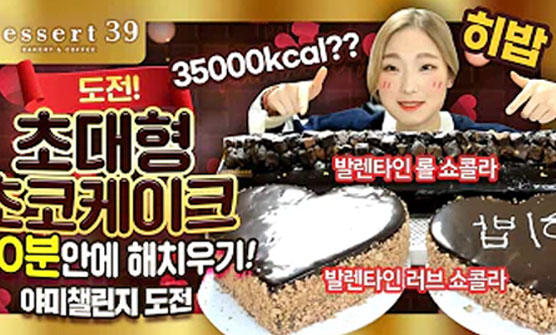 essert 39
BAKERY & COFFEE
35000kcal??
히밥
도전!
초대형
초코케이크
0분안에 해치우기!
야미챌린지 도전
발렌타인 롤 쇼콜라
발렌타인 러브 쇼콜라